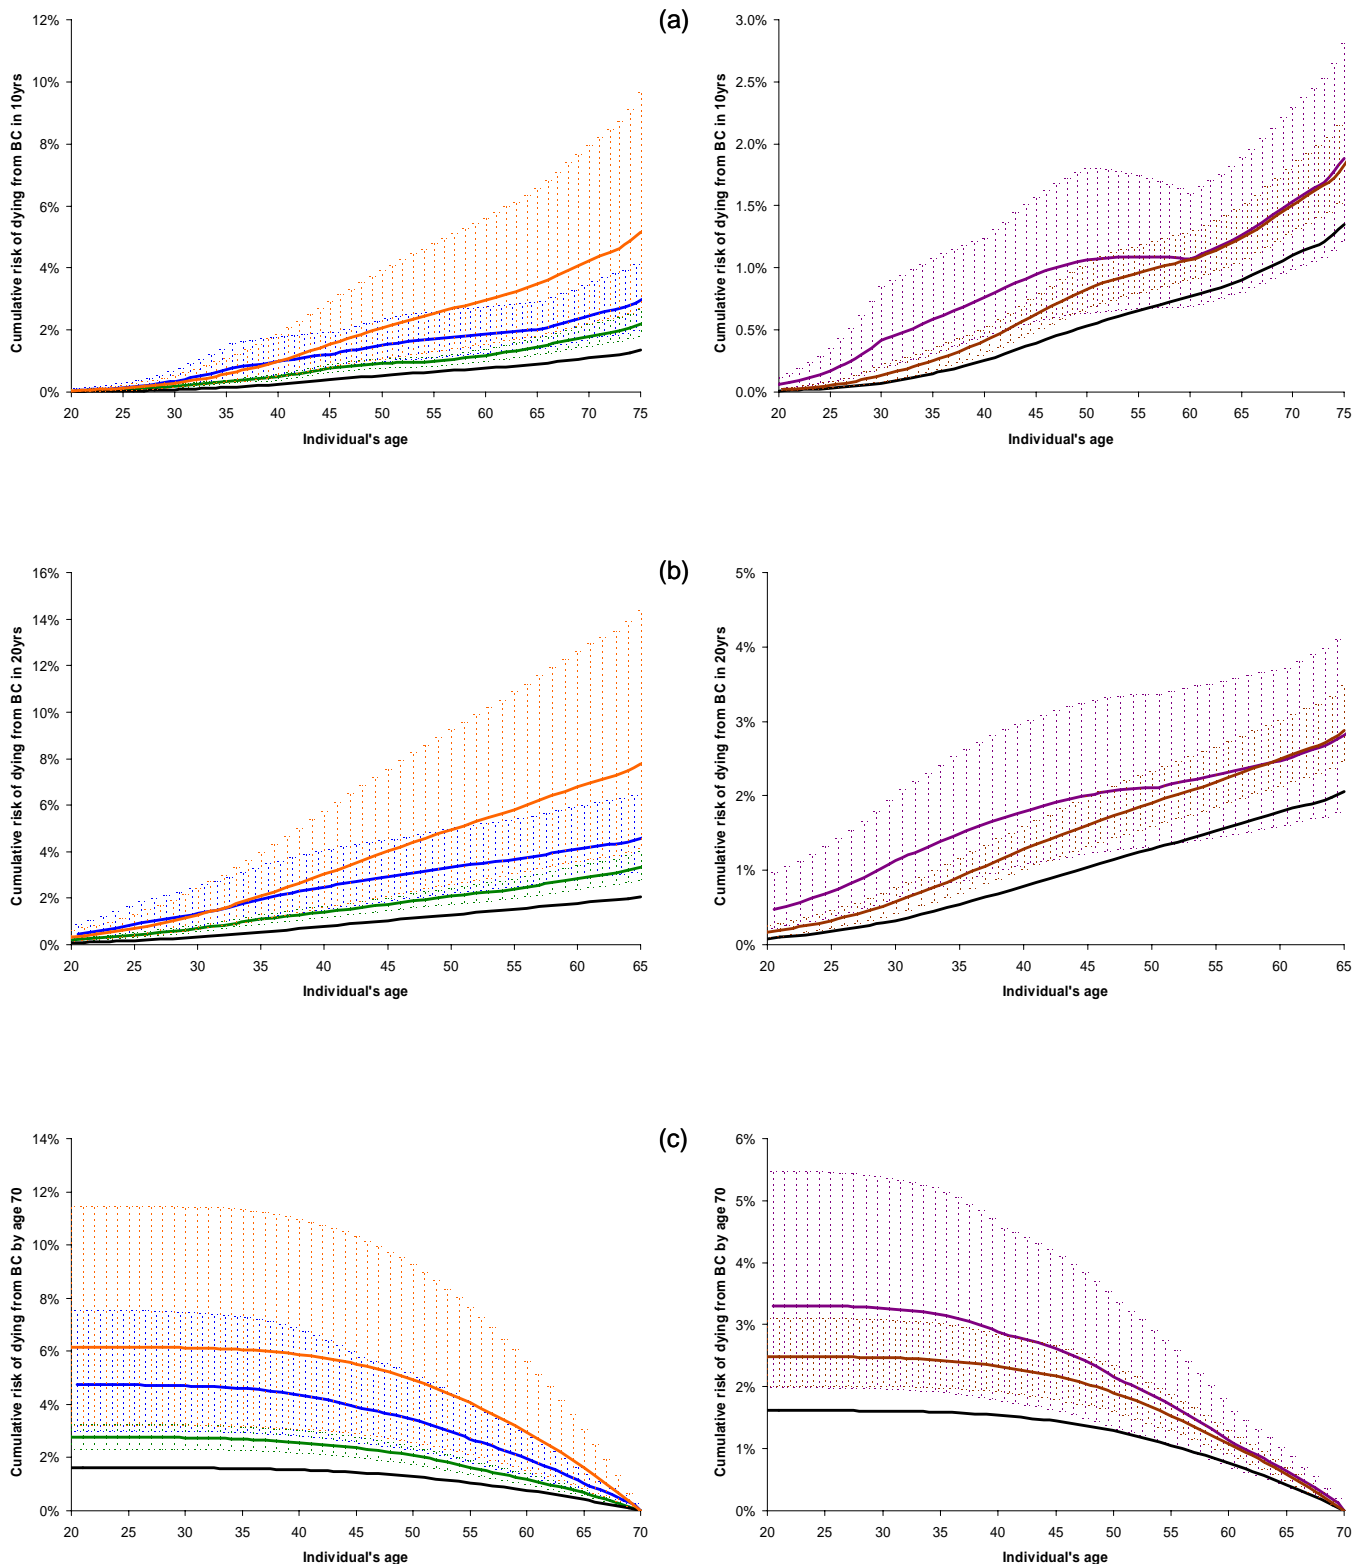 (a)
Cumulative risk of dying from BC in 10yrs
12%
10%
8%
6%
4%
2%
0%
20 25 30 35 40 45 50 55 60 65 70 75
Individual's age
Cumulative risk of dying from BC in 10yrs
3.0%
2.5%
2.0%
1.5%
1.0%
0.5%
0.0%
20 25 30 35 40 45 50 55 60 65 70 75
Individual's age
(b)
Cumulative risk of dying from BC in 20yrs
16%
14%
12%
10%
8%
6%
4%
2%
0%
20 25 30 35 40 45 50 55 60 65
Individual's age
Cumulative risk of dying from BC in 20yrs
5%
4%
3%
2%
1%
0%
20 25 30 35 40 45 50 55 60 65
Individual's age
(c)
Cumulative risk of dying from BC by age 70
14%
12%
10%
8%
6%
4%
2%
0%
20 25 30 35 40 45 50 55 60 65 70
Individual's age
Cumulative risk of dying from BC by age 70
6%
5%
4%
3%
2%
1%
0%
20 25 30 35 40 45 50 55 60 65 70
Individual's age